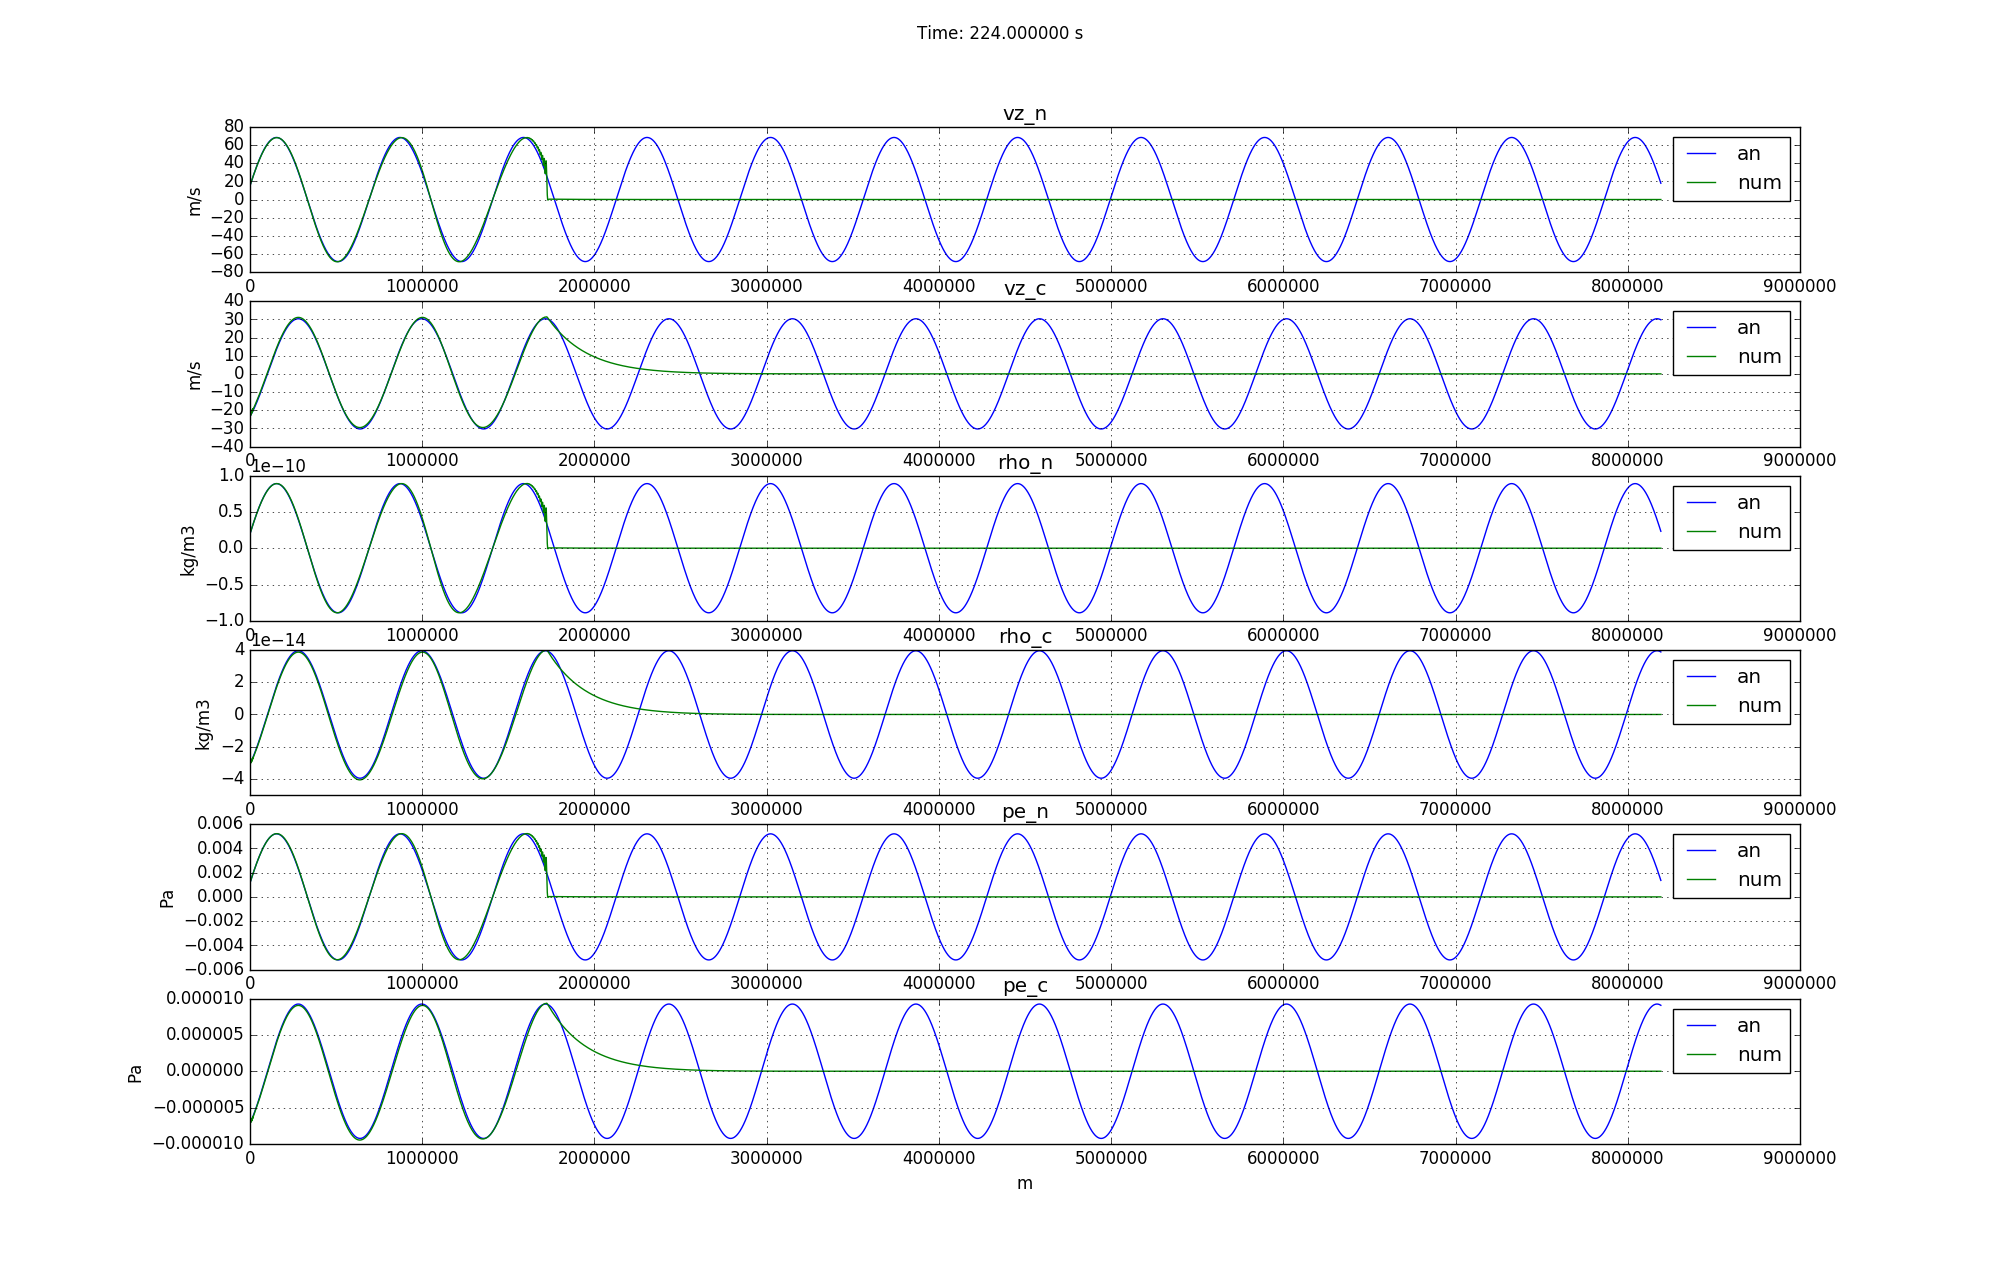 Time: 224.000000 s
vz_n
80
60
40
20
0
−20
−40
−60
−80
m/s
an
num
0 1000000 2000000 3000000 4000000 5000000 6000000 7000000 8000000 9000000
vz_c
40
30
20
10
0
−10
−20
−30
−40
m/s
an
num
0 1000000 2000000 3000000 4000000 5000000 6000000 7000000 8000000 9000000
1e−10
rho_n
1.0
0.5
0.0
−0.5
−1.0
kg/m3
an
num
0 1000000 2000000 3000000 4000000 5000000 6000000 7000000 8000000 9000000
1e−14
rho_c
4
2
0
−2
−4
kg/m3
an
num
0 1000000 2000000 3000000 4000000 5000000 6000000 7000000 8000000 9000000
pe_n
0.006
0.004
0.002
0.000
−0.002
−0.004
−0.006
Pa
an
num
0 1000000 2000000 3000000 4000000 5000000 6000000 7000000 8000000 9000000
pe_c
0.000010
0.000005
0.000000
−0.000005
−0.000010
Pa
an
num
0 1000000 2000000 3000000 4000000 5000000 6000000 7000000 8000000 9000000
m